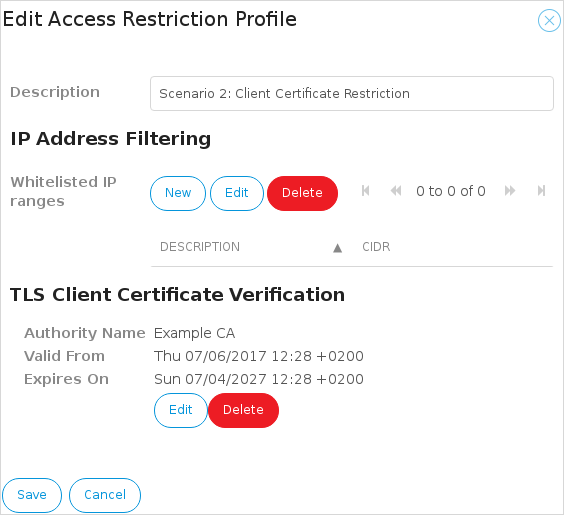 Edit Access Restriction Profile
Description
Scenario 2: Client Certificate Restriction
IP Address Filtering
Whitelisted IP ranges
New Edit Delete 0 to 0 of 0
DESCRIPTION ▲ CIDR
TLS Client Certificate Verification
Authority Name Example CA
Valid From Thu 07/06/2017 12:28 +0200
Expires On Sun 07/04/2027 12:28 +0200
Edit Delete
Save Cancel